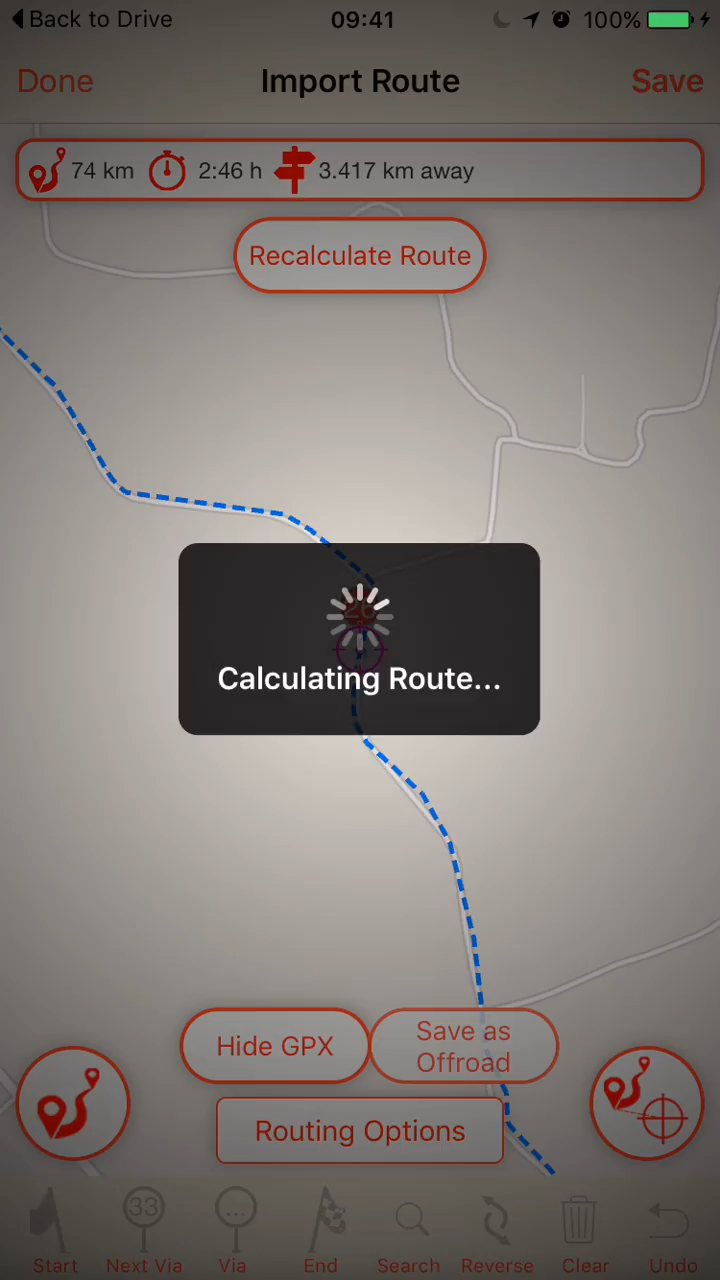 Back to Drive
09:41
100%
Done
Import Route
Save
74 km
2:46 h
3.417 km away
Recalculate Route
Calculating Route...
Hide GPX
Save as
Offroad
Routing Options
33
...
Start
Next Via
Via
End
Search
Reverse
Clear
Undo